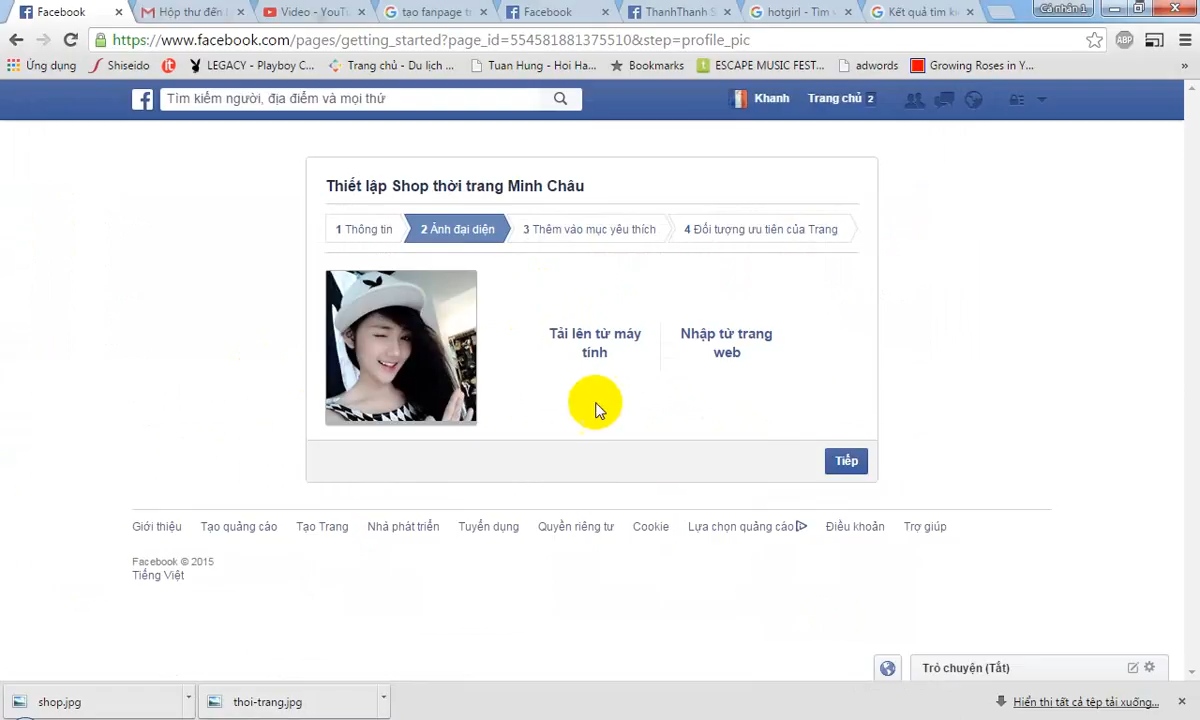 Facebook
Hộp thư đến
Video - YouTu
tao fanpage tr
Facebook
ThanhThanh S
hotgirl - Tìm v
Kết quả tìm ki
Cá nhân 1
https://www.facebook.com/pages/getting_started?page_id=554581881375510&step=profile_pic
ABP
Ứng dụng
Shiseido
LEGACY - Playboy C...
Trang chủ - Du lịch ...
Tuan Hung - Hoi Ha...
Bookmarks
ESCAPE MUSIC FEST...
adwords
Growing Roses in Y...
»
Tìm kiếm người, địa điểm và mọi thứ
Khanh
Trang chủ 2
Thiết lập Shop thời trang Minh Châu
1 Thông tin
2 Ảnh đại diện
3 Thêm vào mục yêu thích
4 Đối tượng ưu tiên của Trang
Tải lên từ máy
tính
Nhập từ trang
web
Tiếp
Giới thiệu
Tạo quảng cáo
Tạo Trang
Nhà phát triển
Tuyển dụng
Quyền riêng tư
Cookie
Lựa chọn quảng cáo
Điều khoản
Trợ giúp
Facebook © 2015
Tiếng Việt
Trò chuyện (Tắt)
shop.jpg
thoi-trang.jpg
Hiển thị tất cả tệp tải xuống...